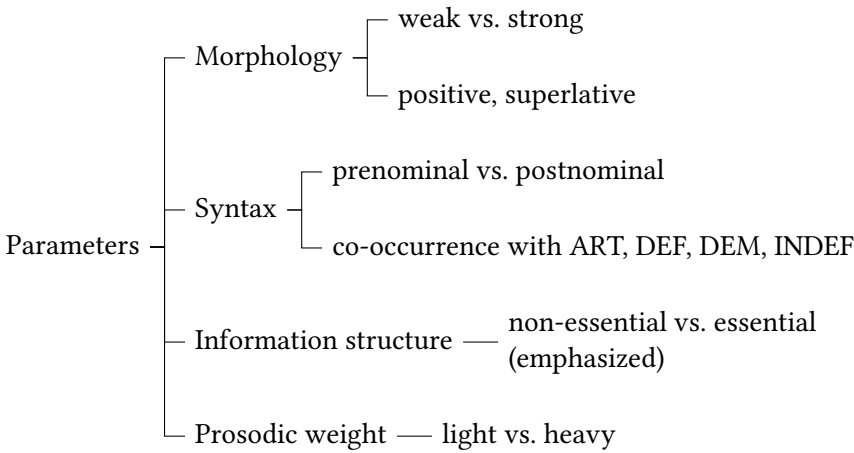 weak vs. strong
Morphology
positive, superlative
prenominal vs. postnominal
Syntax
Parameters
co-occurrence with ART, DEF, DEM, INDEF
non-essential vs. essential
Information structure
(emphasized)
Prosodic weight
light vs. heavy